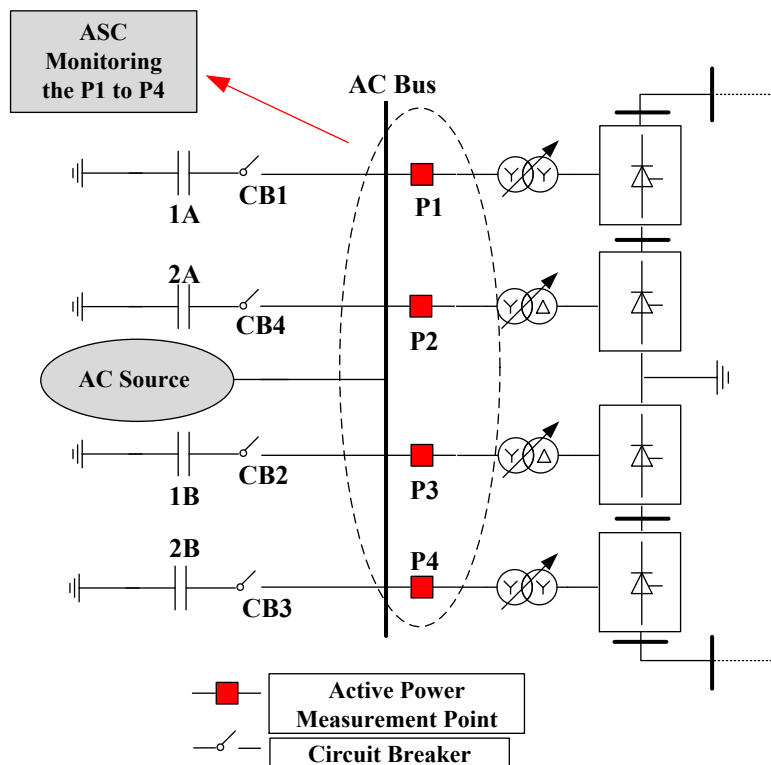 ASC
Monitoring
the P1 to P4
AC Bus
CB1
1A
P1
Y Y
2A
CB4
P2
Y Δ
AC Source
CB2
1B
P3
Y Δ
2B
CB3
P4
Y Y
Active Power
Measurement Point
Circuit Breaker